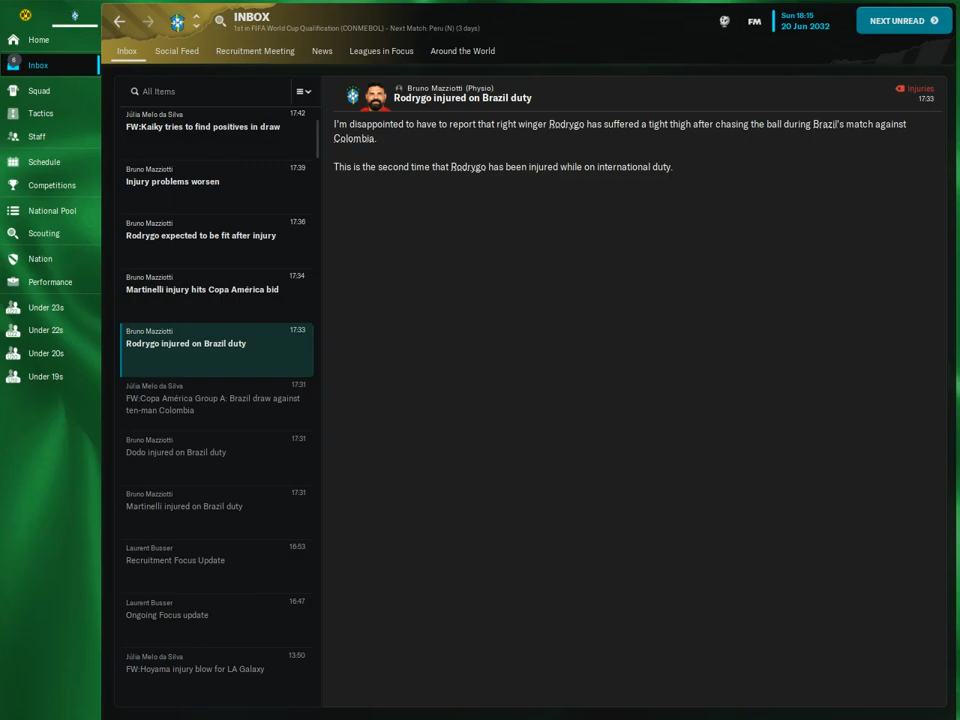 INBOX
1st in FIFA World Cup Qualification (CONMEBOL) - Next Match: Peru (N) (3 days)
FM
Sun 18:15
20 Jun 2032
NEXT UNREAD
Home
6
Inbox
Squad
Tactics
Staff
Schedule
Competitions
National Pool
Scouting
Nation
Performance
Under 23s
Under 22s
Under 20s
Under 19s
Inbox
Social Feed
Recruitment Meeting
News
Leagues in Focus
Around the World
All Items
Júlia Melo da Silva 17:42
FW:Kaiky tries to find positives in draw
Bruno Mazziotti 17:39
Injury problems worsen
Bruno Mazziotti 17:36
Rodrygo expected to be fit after injury
Bruno Mazziotti 17:34
Martinelli injury hits Copa América bid
Bruno Mazziotti 17:33
Rodrygo injured on Brazil duty
Júlia Melo da Silva 17:31
FW:Copa América Group A: Brazil draw against
ten-man Colombia
Bruno Mazziotti 17:31
Dodo injured on Brazil duty
Bruno Mazziotti 17:31
Martinelli injured on Brazil duty
Laurent Busser 16:53
Recruitment Focus Update
Laurent Busser 16:47
Ongoing Focus update
Júlia Melo da Silva 13:50
FW:Hoyama injury blow for LA Galaxy
Bruno Mazziotti (Physio)
Rodrygo injured on Brazil duty
Injuries
17:33
I'm disappointed to have to report that right winger Rodrygo has suffered a tight thigh after chasing the ball during Brazil's match against
Colombia.
This is the second time that Rodrygo has been injured while on international duty.